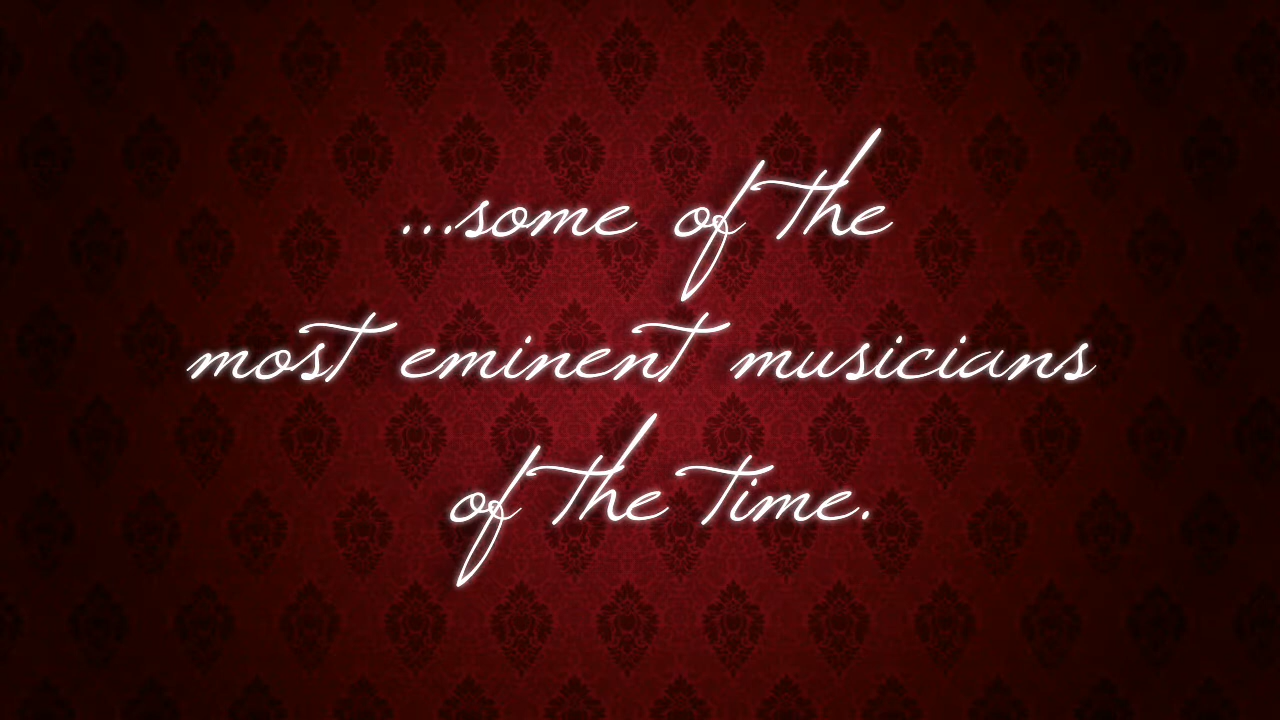 ...some of the
most eminent musicians
of the time.